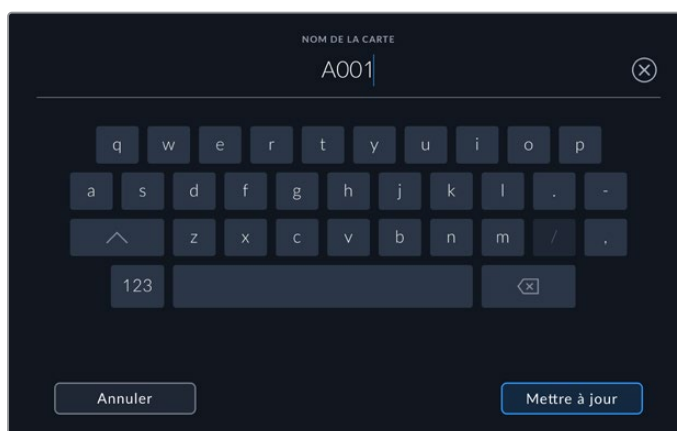 NOM DE LA CARTE
A001
q w e r t y u i o p
a s d f g h j k l . -
z x c v b n m / ,
123
Annuler Mettre à jour